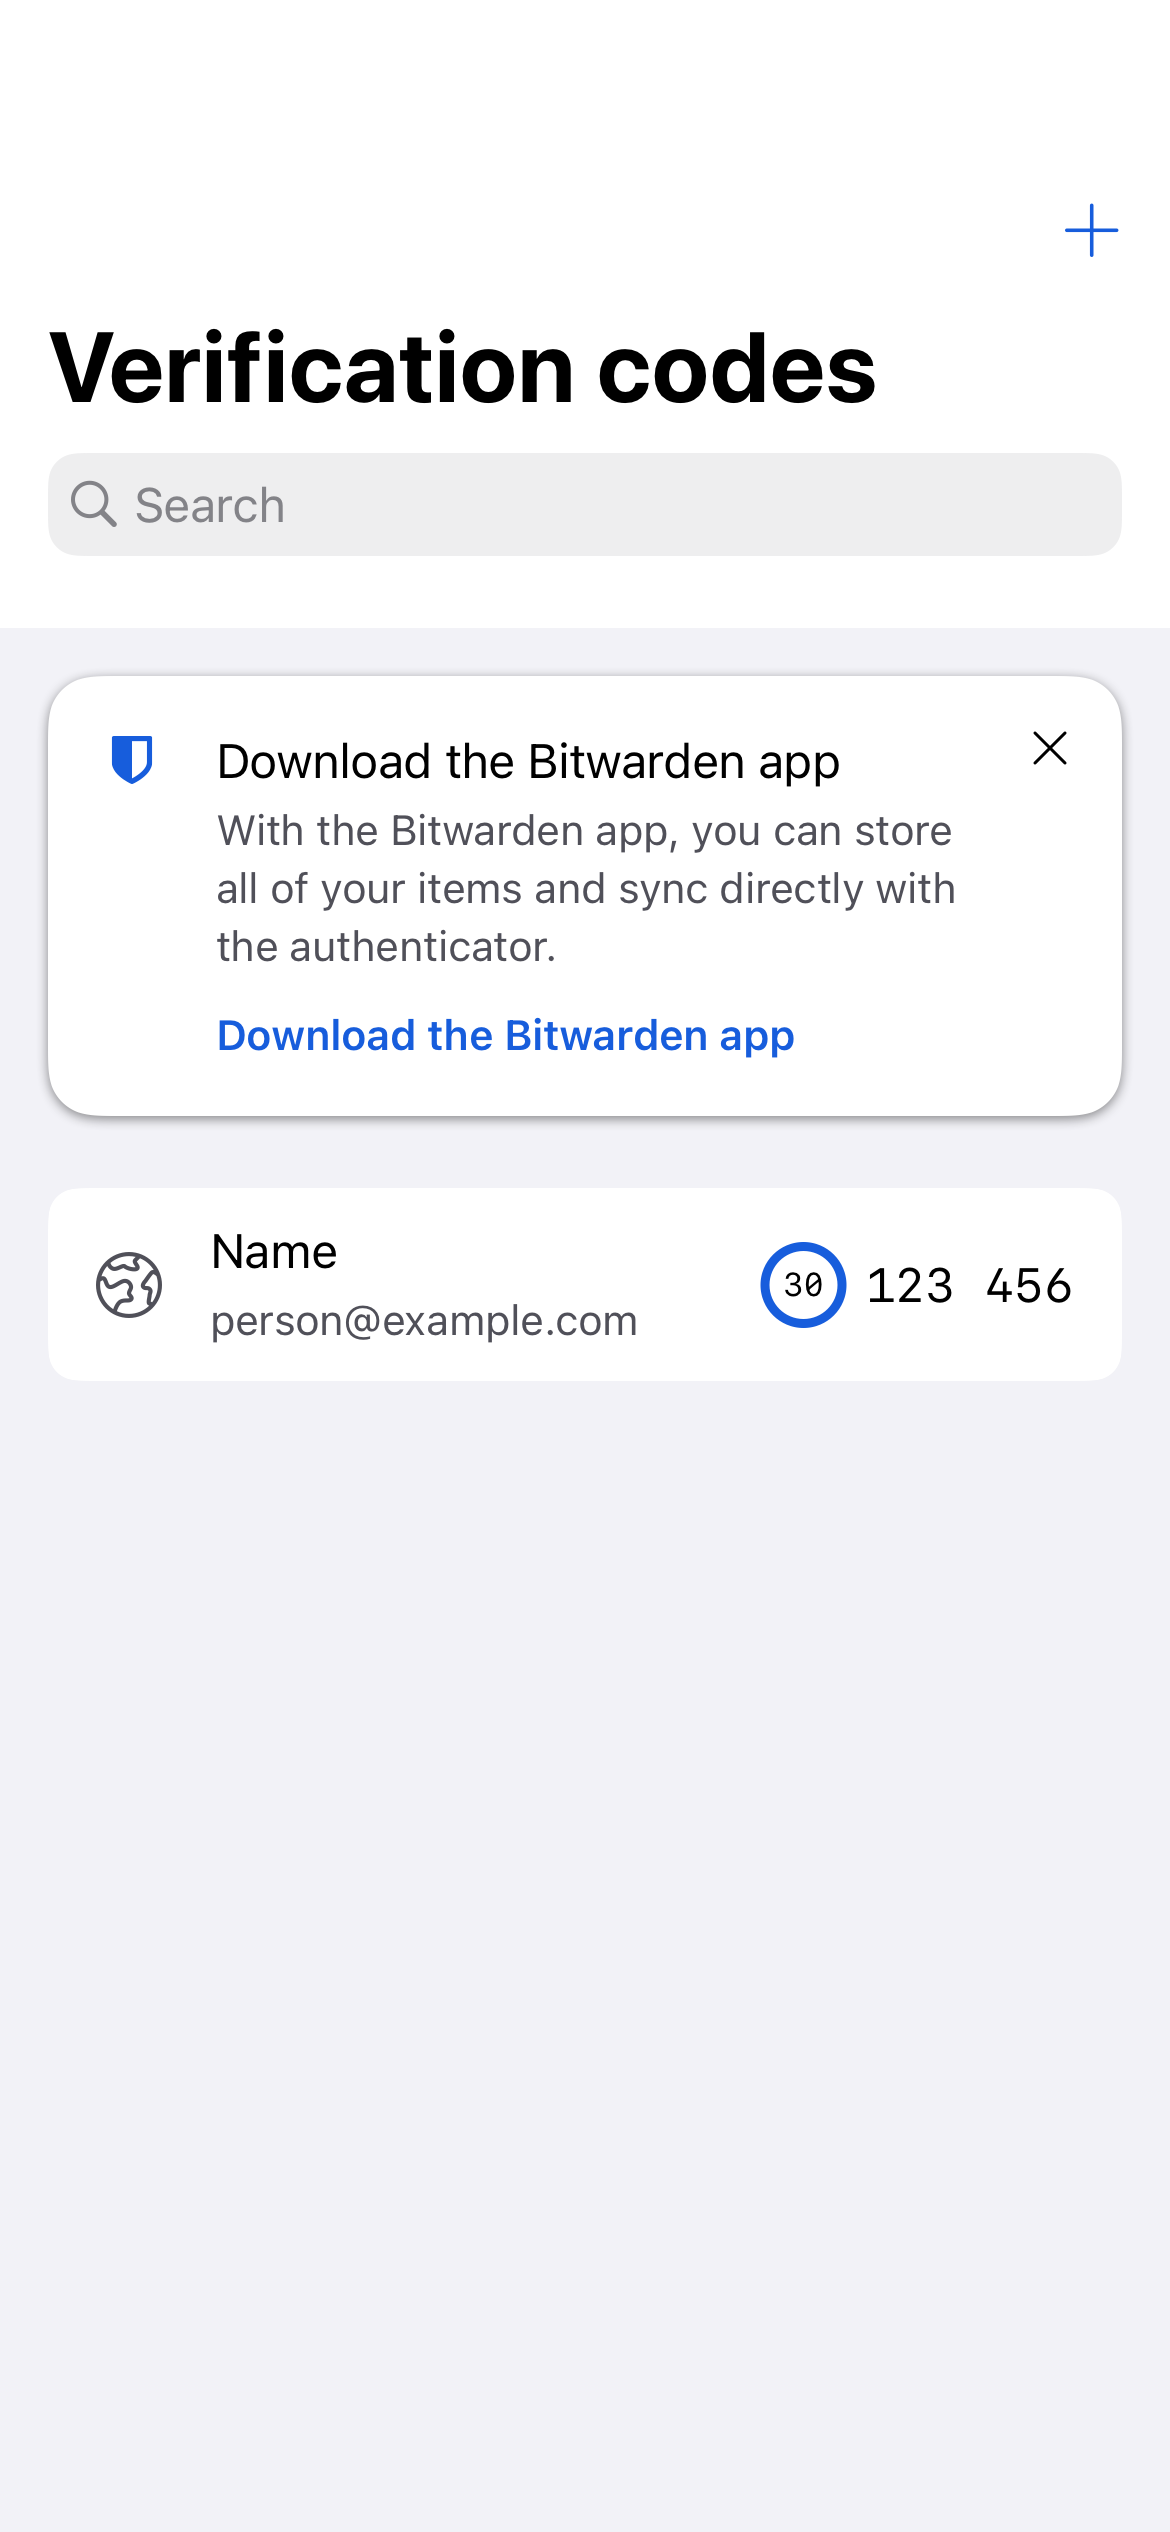 Verification codes
Search
Download the Bitwarden app
With the Bitwarden app, you can store
all of your items and sync directly with
the authenticator.
Download the Bitwarden app
Name
30 123 456
person@example.com